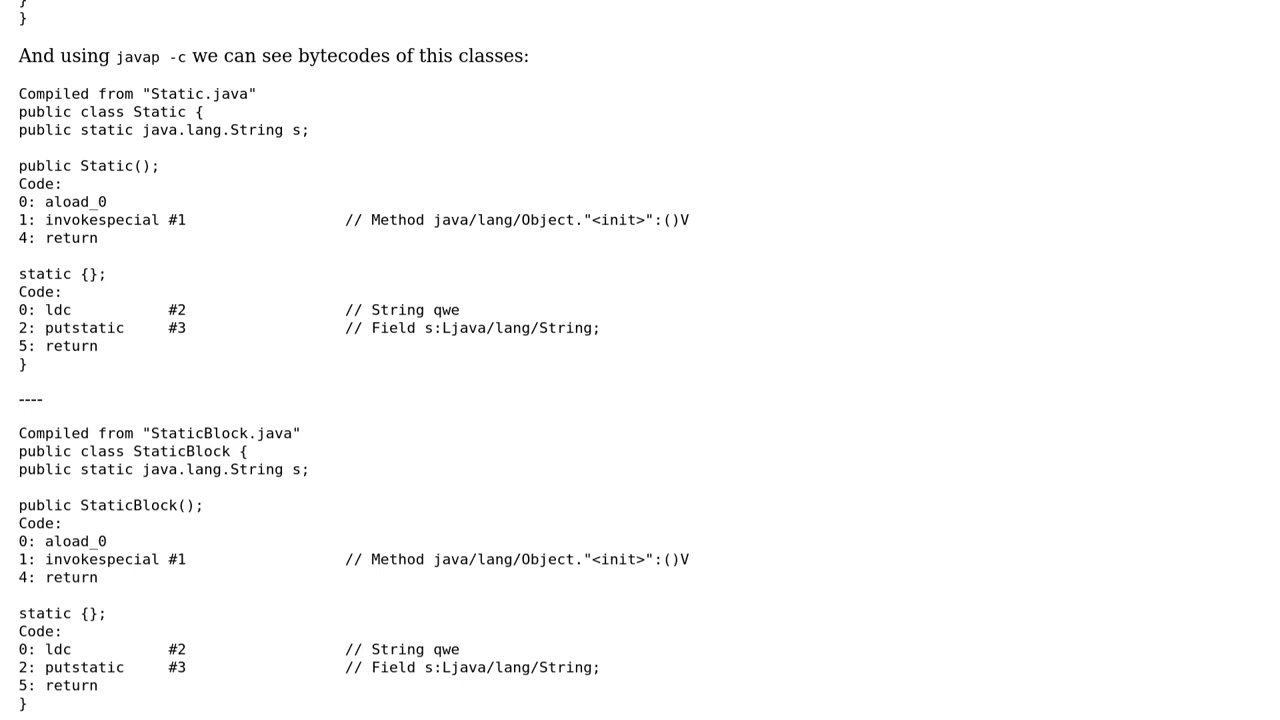 }
}
And using javap -c we can see bytecodes of this classes:
Compiled from "Static.java"
public class Static {
public static java.lang.String s;
public Static();
Code:
0: aload_0
1: invokespecial #1                  // Method java/lang/Object."<init>":()V
4: return
static {};
Code:
0: ldc           #2                  // String qwe
2: putstatic     #3                  // Field s:Ljava/lang/String;
5: return
}
----
Compiled from "StaticBlock.java"
public class StaticBlock {
public static java.lang.String s;
public StaticBlock();
Code:
0: aload_0
1: invokespecial #1                  // Method java/lang/Object."<init>":()V
4: return
static {};
Code:
0: ldc           #2                  // String qwe
2: putstatic     #3                  // Field s:Ljava/lang/String;
5: return
}